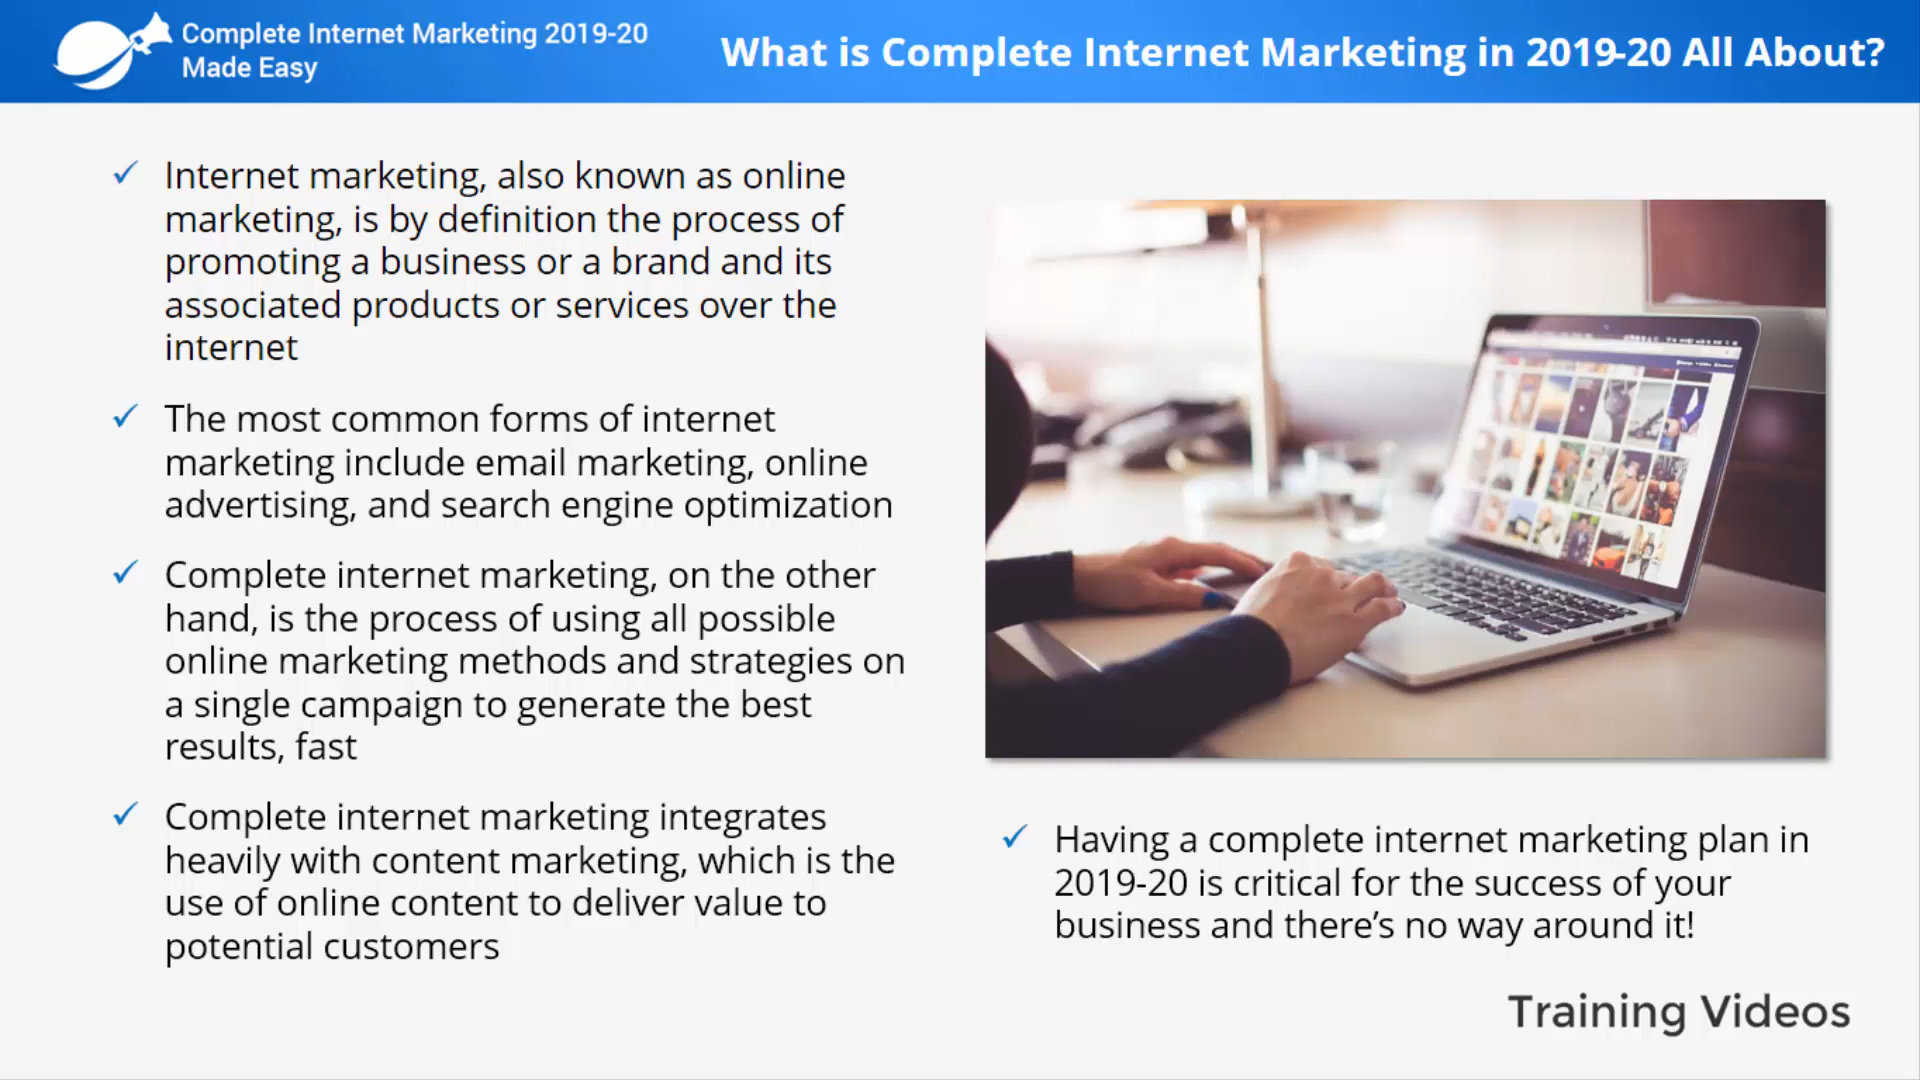 Complete Internet Marketing 2019-20
Made Easy
What is Complete Internet Marketing in 2019-20 All About?
✓ Internet marketing, also known as online
marketing, is by definition the process of
promoting a business or a brand and its
associated products or services over the
internet
✓ The most common forms of internet
marketing include email marketing, online
advertising, and search engine optimization
✓ Complete internet marketing, on the other
hand, is the process of using all possible
online marketing methods and strategies on
a single campaign to generate the best
results, fast
✓ Complete internet marketing integrates
heavily with content marketing, which is the
use of online content to deliver value to
potential customers
✓ Having a complete internet marketing plan in
2019-20 is critical for the success of your
business and there’s no way around it!
Training Videos